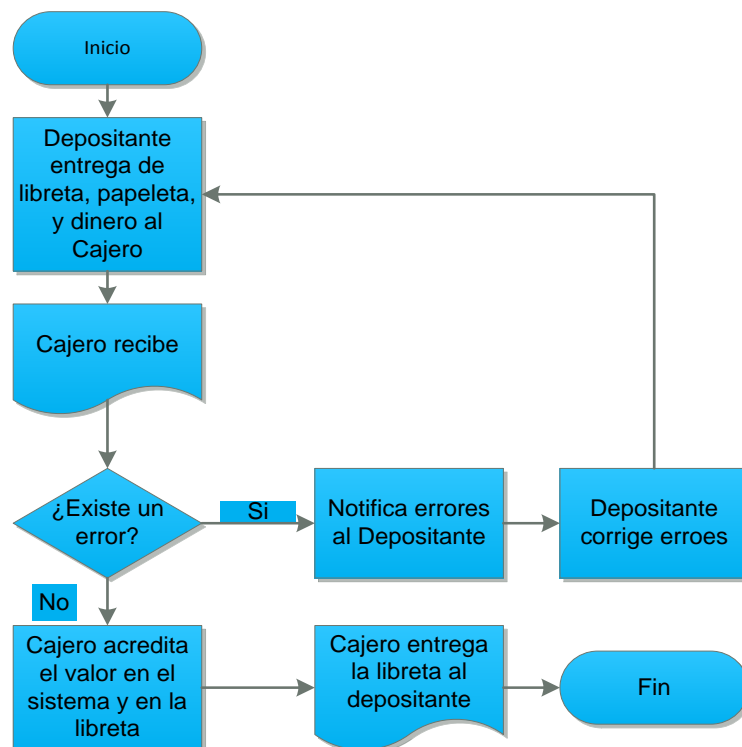 Inicio
Depositante
entrega de
libreta, papeleta,
y dinero al
Cajero
Cajero recibe
¿Existe un
error?
Si
Notifica errores
al Depositante
Depositante
corrige erroes
No
Cajero acredita
el valor en el
sistema y en la
libreta
Cajero entrega
la libreta al
depositante
Fin